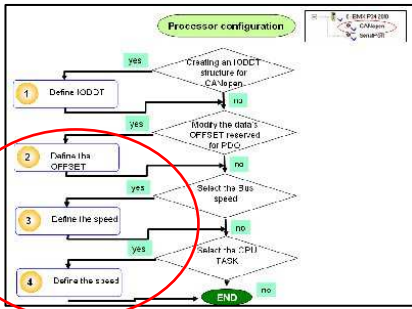 Processor configuration
CANopen
yes
Creating an IODDT
structure for
CANopen
1
Define IODDT
no
yes
Modify the data's
OFFSET reserved
for PDO
2
Define the
OFFSET
no
yes
Select the Bus
speed
3
Define the speed
no
yes
Select the CPU
TASK
4
Define the speed
no
END